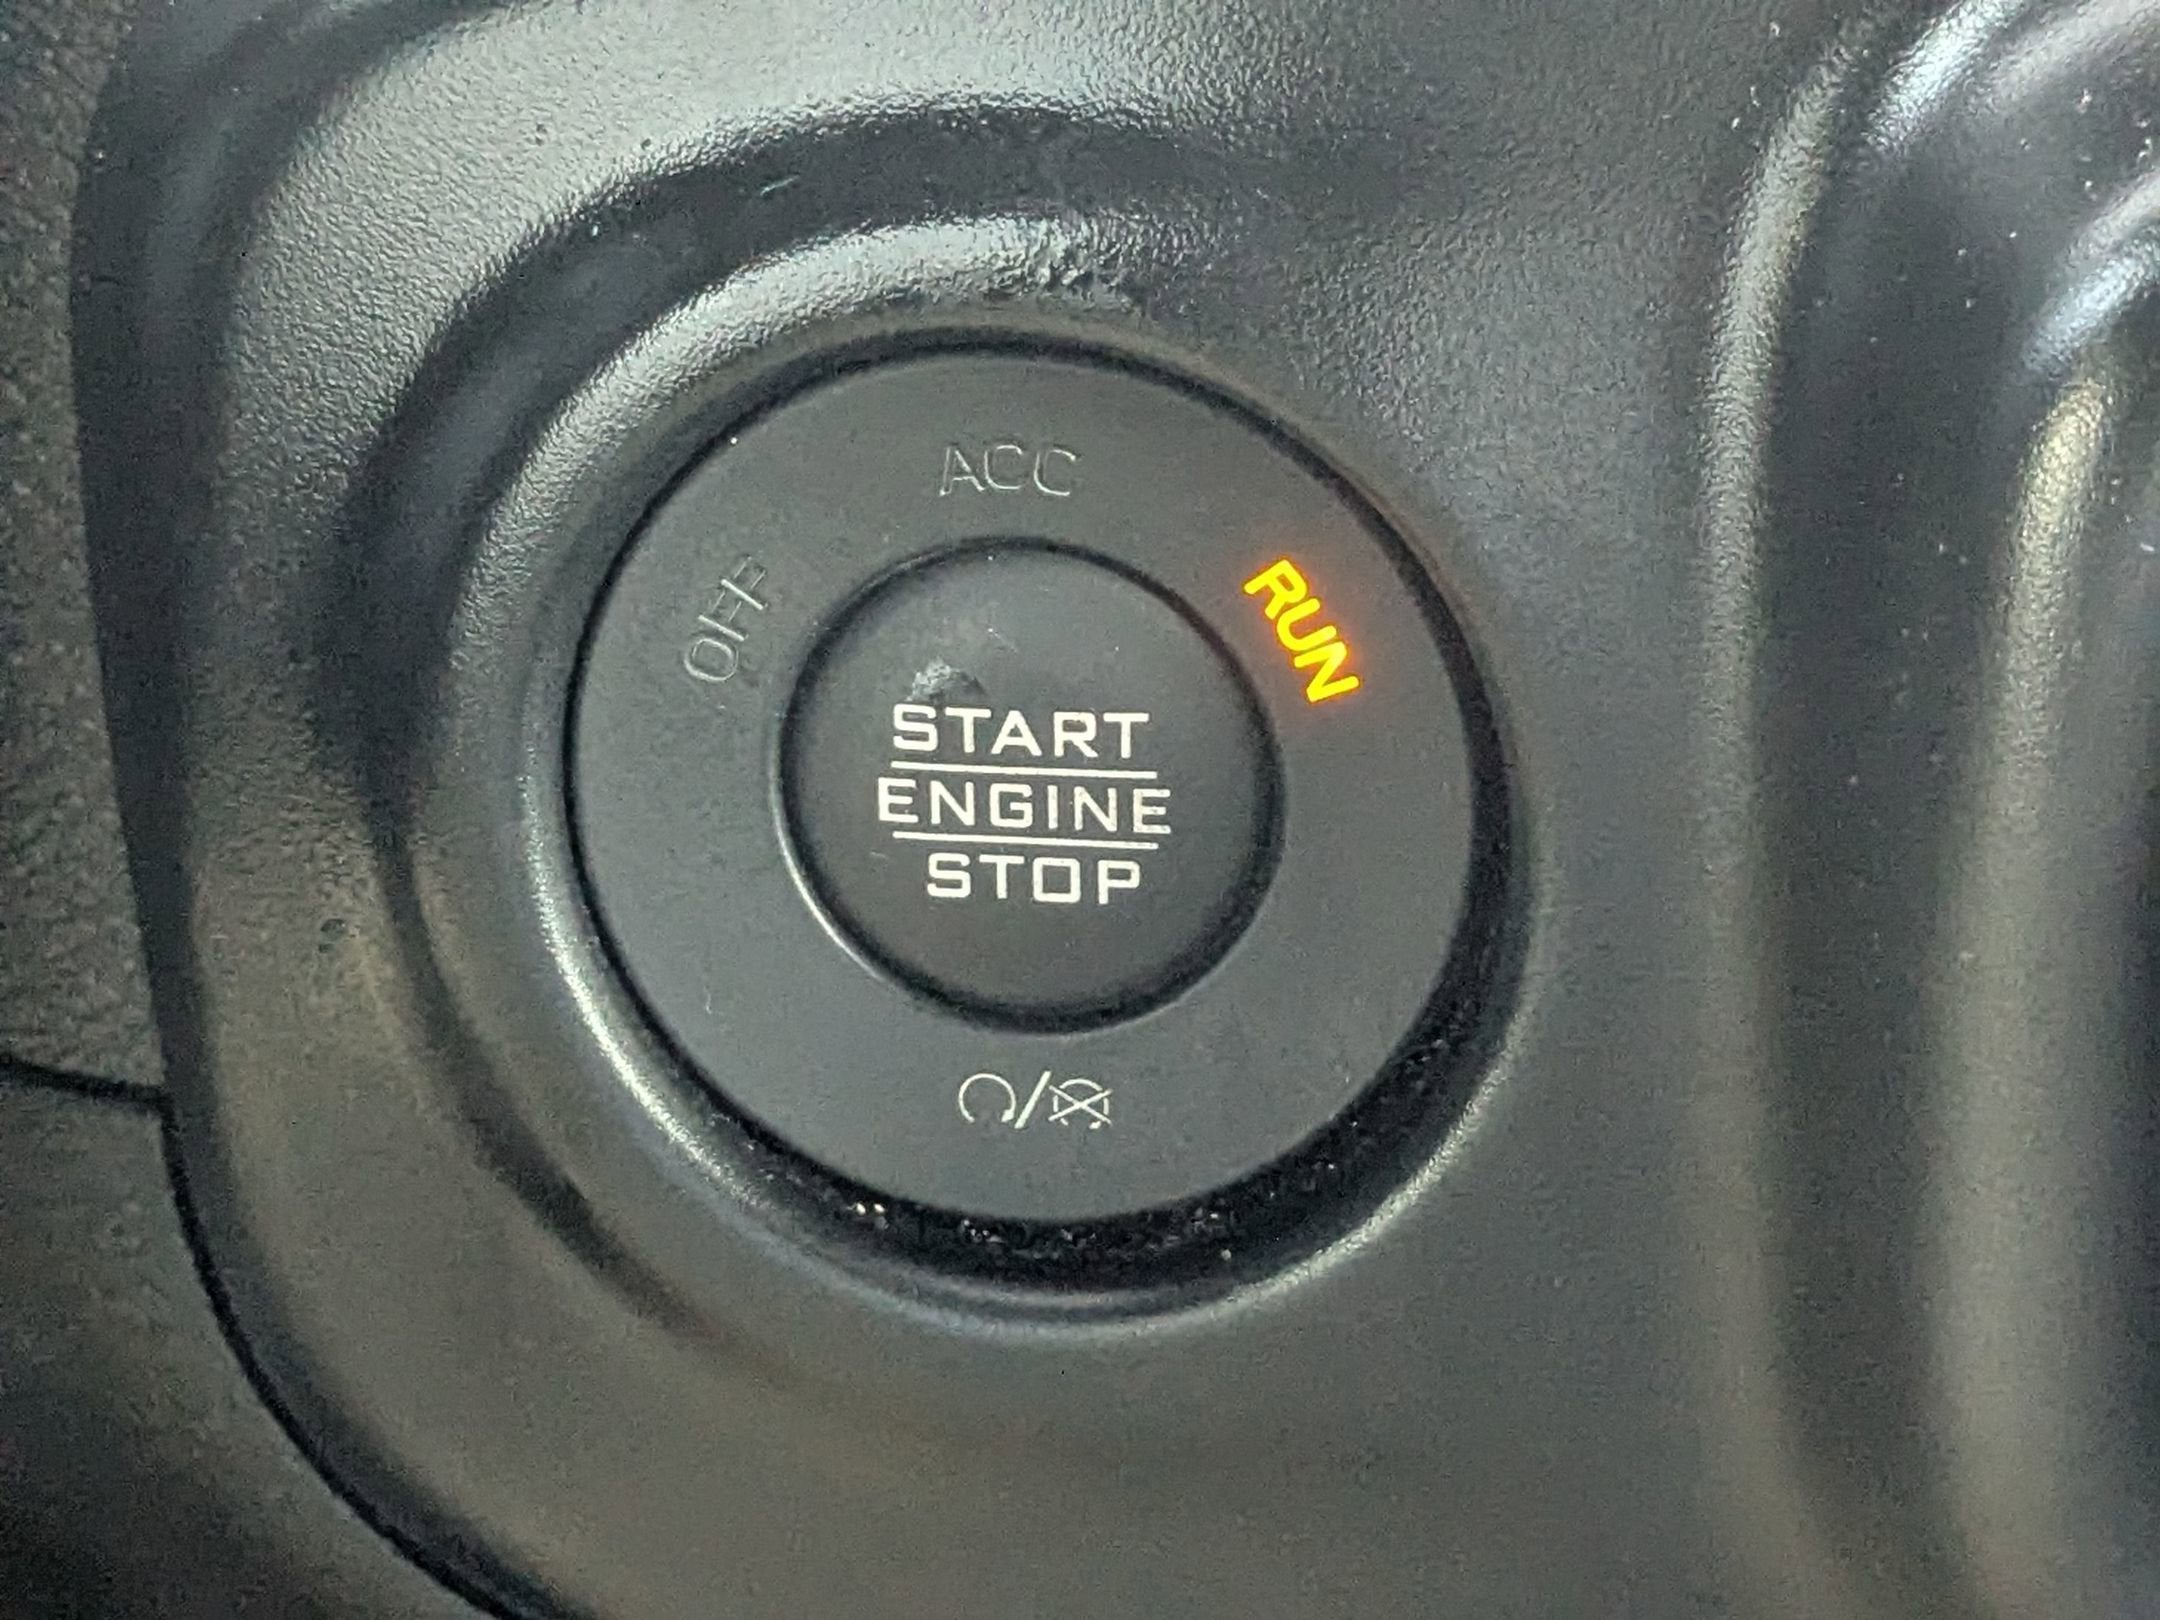 ACC
OFF
RUN
START
ENGINE
STOP